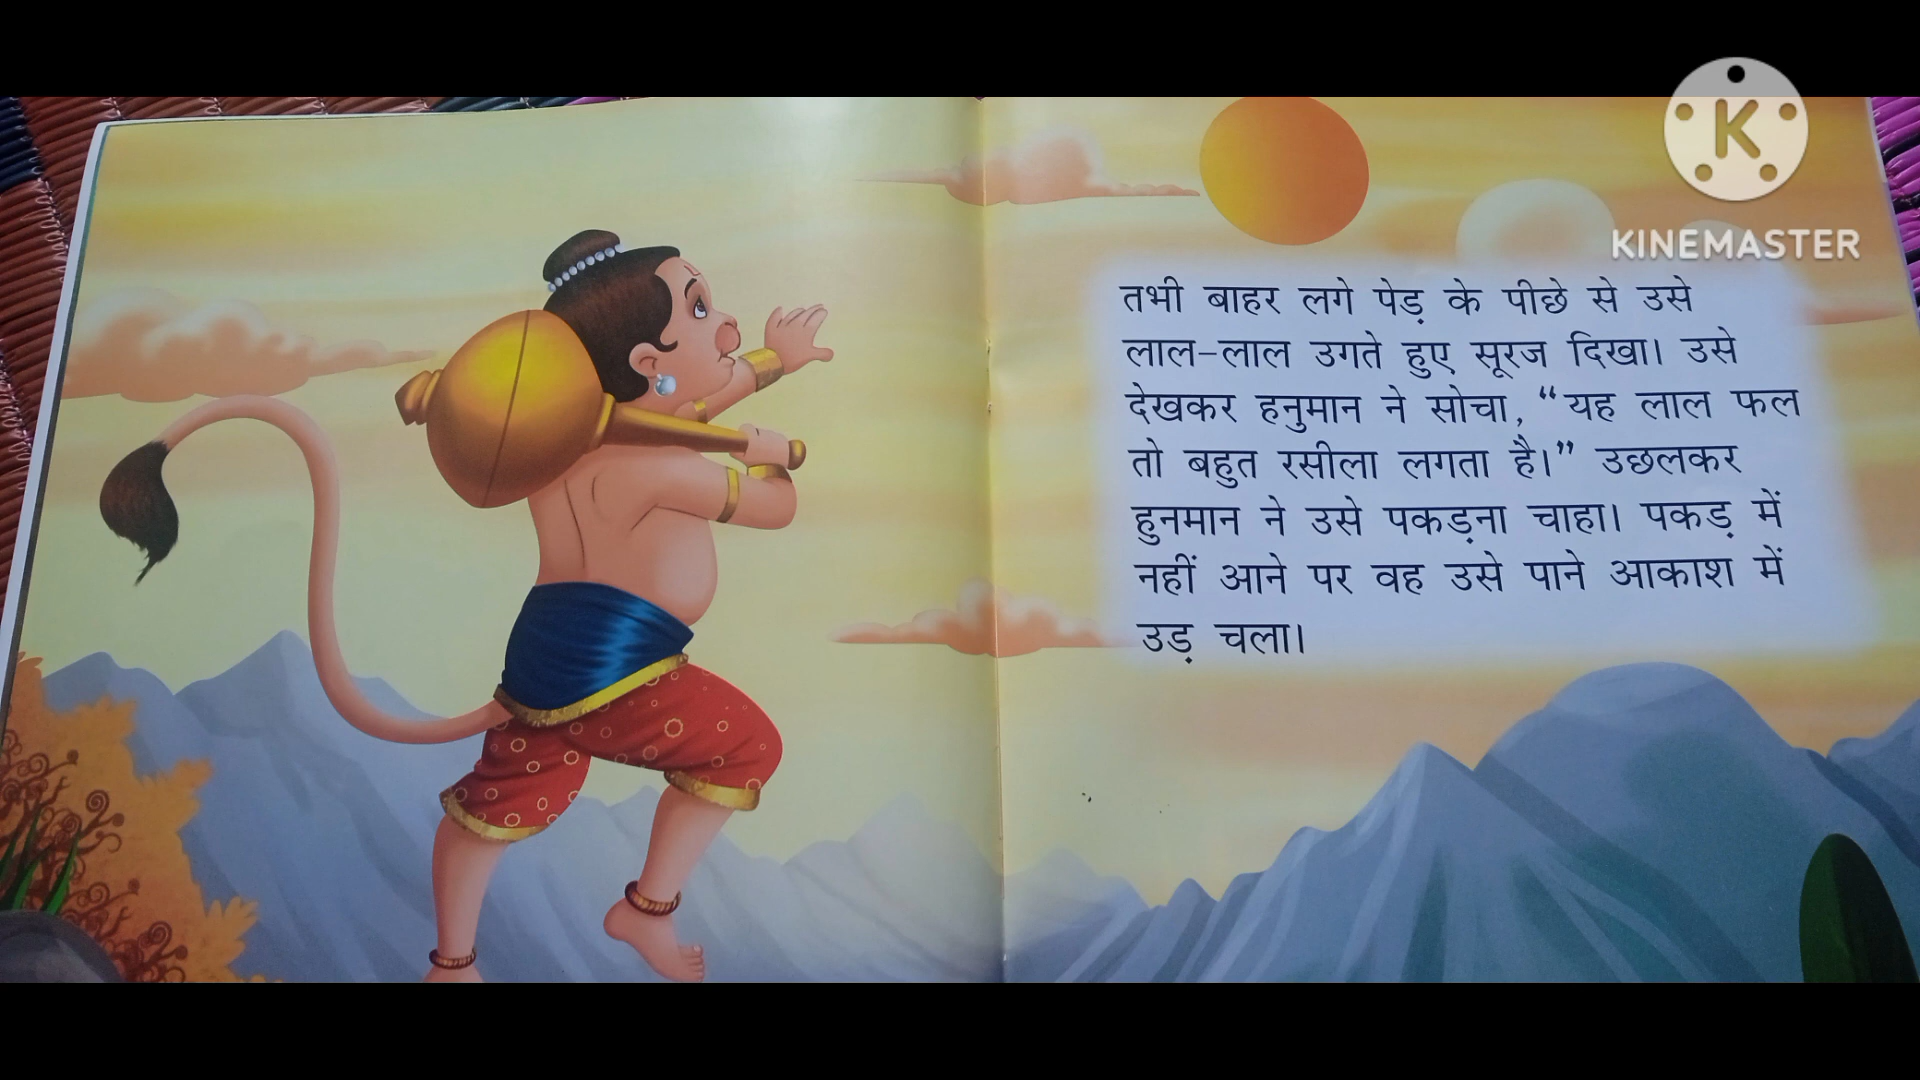 KINEMASTER
तभी बाहर लगे पेड़ के पीछे से उसे
लाल-लाल उगते हुए सूरज दिखा। उसे
देखकर हनुमान ने सोचा, “यह लाल फल
तो बहुत रसीला लगता है।” उछलकर
हुनमान ने उसे पकड़ना चाहा। पकड़ में
नहीं आने पर वह उसे पाने आकाश में
उड़ चला।